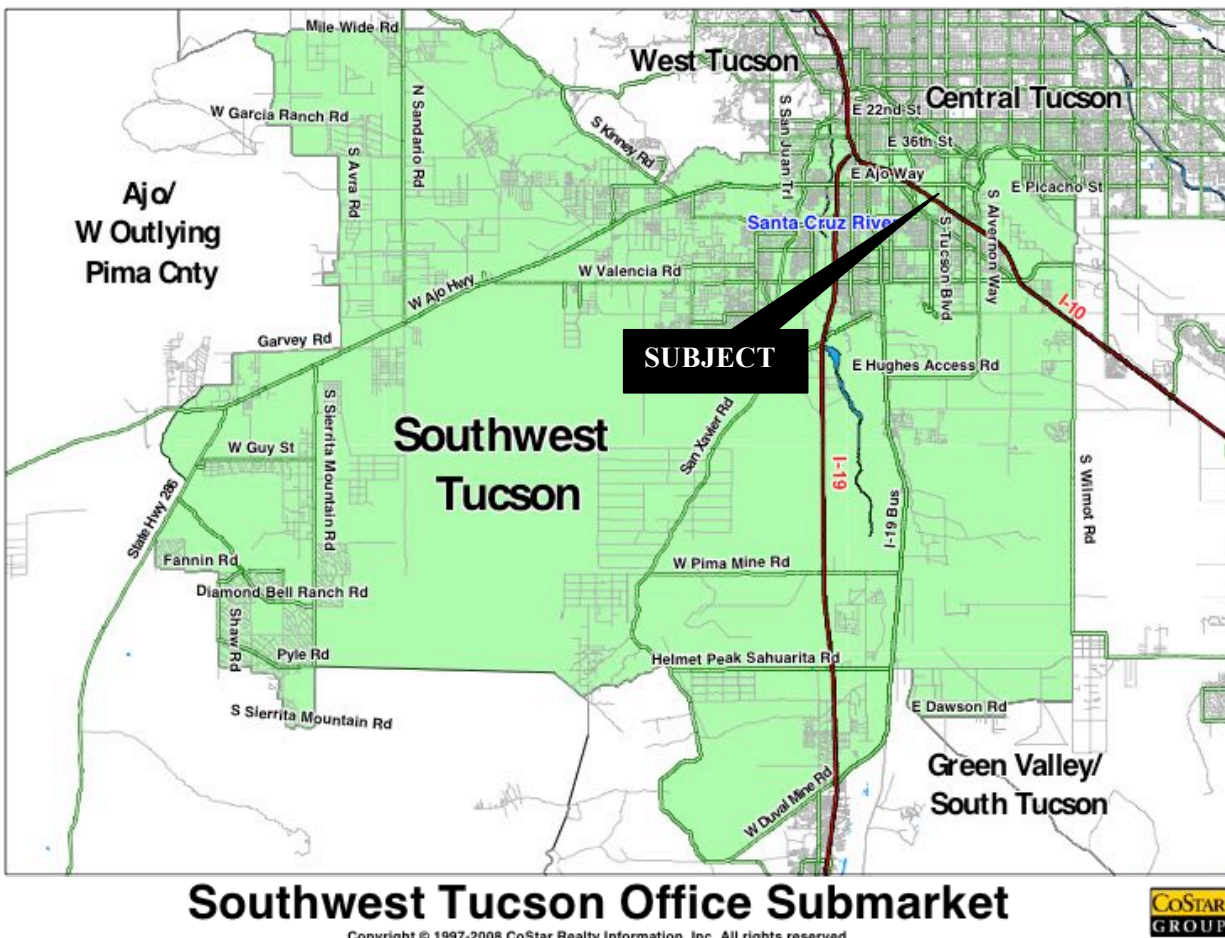 Mile Wide Rd
West Tucson
Central Tucson
W Garcia Ranch Rd
N Sandario Rd
S Kinney Rd
S San Juan Trl
E 22nd St
E 36th St
S Avra Rd
E Ajo Way
E Picacho St
Ajo/
W Outlying
Pima Cnty
Santa Cruz Rive
S Tucson Blvd
S Alvernon Way
W Valencia Rd
W Ajo Hwy
I-10
Garvey Rd
SUBJECT
E Hughes Access Rd
S Sierrita Mountain Rd
Southwest
Tucson
San Xavier Rd
W Guy St
I-19
S Wilmot Rd
State Hwy 286
I-19 Bus
Fannin Rd
W Pima Mine Rd
Diamond Bell Ranch Rd
Shaw Rd
Pyle Rd
Helmet Peak Sahuarita Rd
S Sierrita Mountain Rd
E Dawson Rd
Green Valley/
South Tucson
W Duval Mine Rd
Southwest Tucson Office Submarket
Copyright © 1997-2008 CoStar Realty Information, Inc. All rights reserved
COSTAR
GROUP